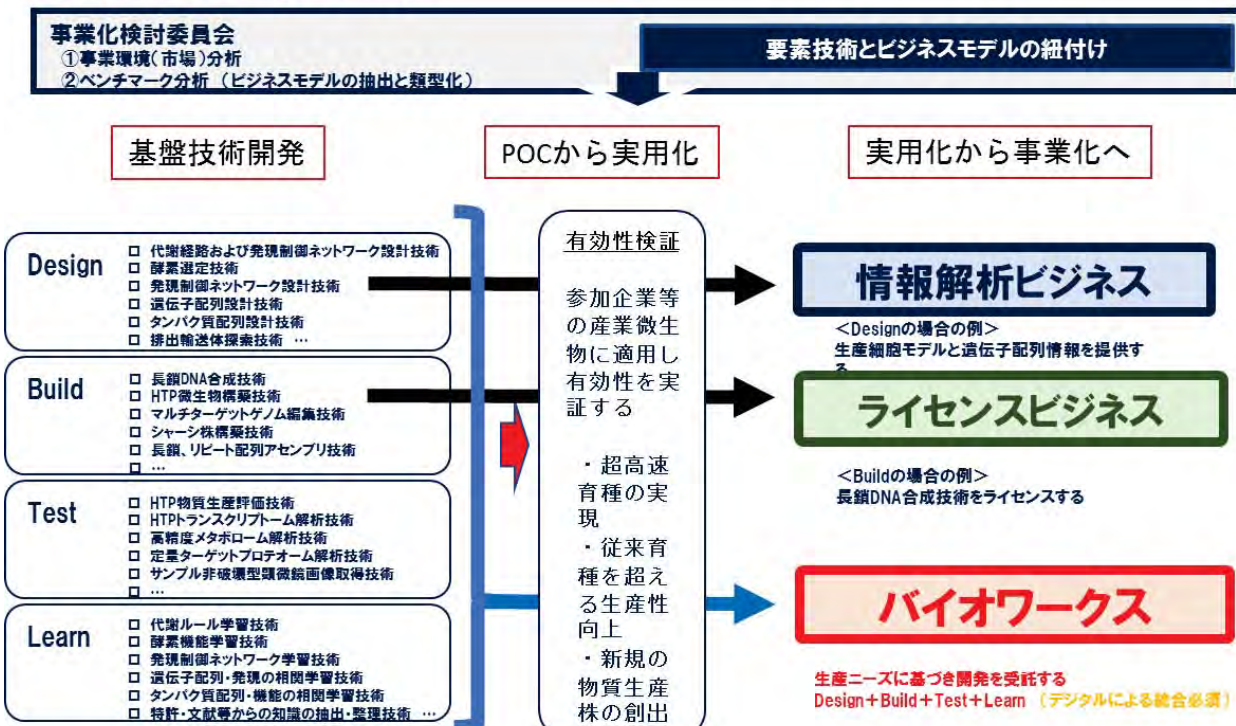 事業化検討委員会
①事業環境(市場)分析
②ベンチマーク分析 (ビジネスモデルの抽出と類型化)
要素技術とビジネスモデルの紐付け
基盤技術開発
POCから実用化
実用化から事業化へ
Design
□ 代謝経路および発現制御ネットワーク設計技術
□ 酵素選定技術
□ 発現制御ネットワーク設計技術
□ 遺伝子配列設計技術
□ タンパク質配列設計技術
□ 排出輸送体探索技術 …
Build
□ 長鎖DNA合成技術
□ HTP微生物構築技術
□ マルチターゲットゲノム編集技術
□ シャーシ株構築技術
□ 長鎖、リピート配列アセンブリ技術
□ …
Test
□ HTP物質生産評価技術
□ HTPトランスクリプトーム解析技術
□ 高精度メタボローム解析技術
□ 定量ターゲットプロテオーム解析技術
□ サンプル非破壊型顕微鏡画像取得技術
□ …
Learn
□ 代謝ルール学習技術
□ 酵素機能学習技術
□ 発現制御ネットワーク学習技術
□ 遺伝子配列・発現の相関学習技術
□ タンパク質配列・機能の相関学習技術
□ 特許・文献等からの知識の抽出・整理技術 …
有効性検証
参加企業等
の産業微生
物に適用し
有効性を実
証する
・超高速
育種の実
現
・従来育
種を超え
る生産性
向上
・新規の
物質生産
株の創出
情報解析ビジネス
<Designの場合の例>
生産細胞モデルと遺伝子配列情報を提供す
る
ライセンスビジネス
<Buildの場合の例>
長鎖DNA合成技術をライセンスする
バイオワークス
生産ニーズに基づき開発を受託する
Design+Build+Test+Learn (デジタルによる統合必須)